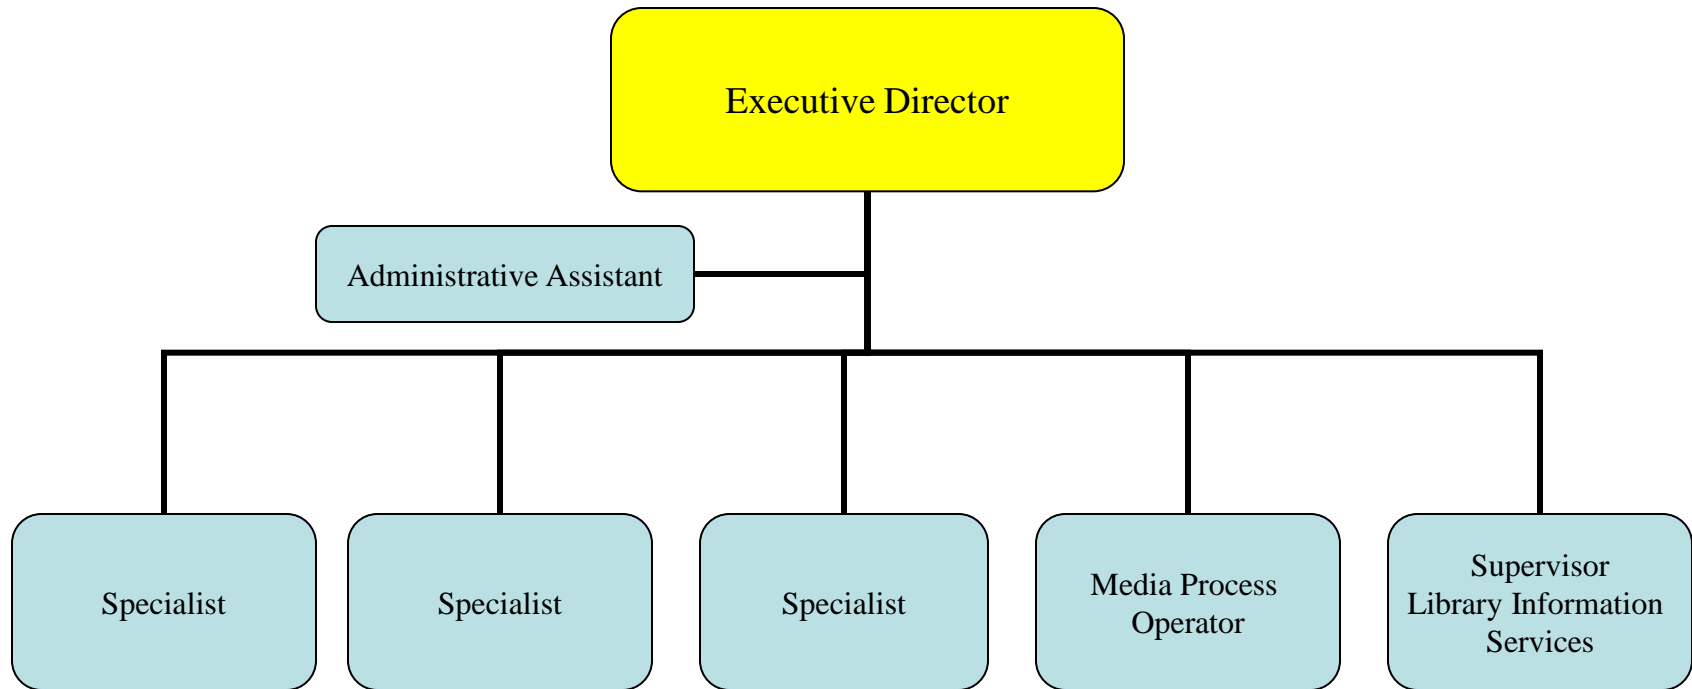 Executive Director
Administrative Assistant
Specialist
Specialist
Specialist
Media Process
Operator
Supervisor
Library Information
Services